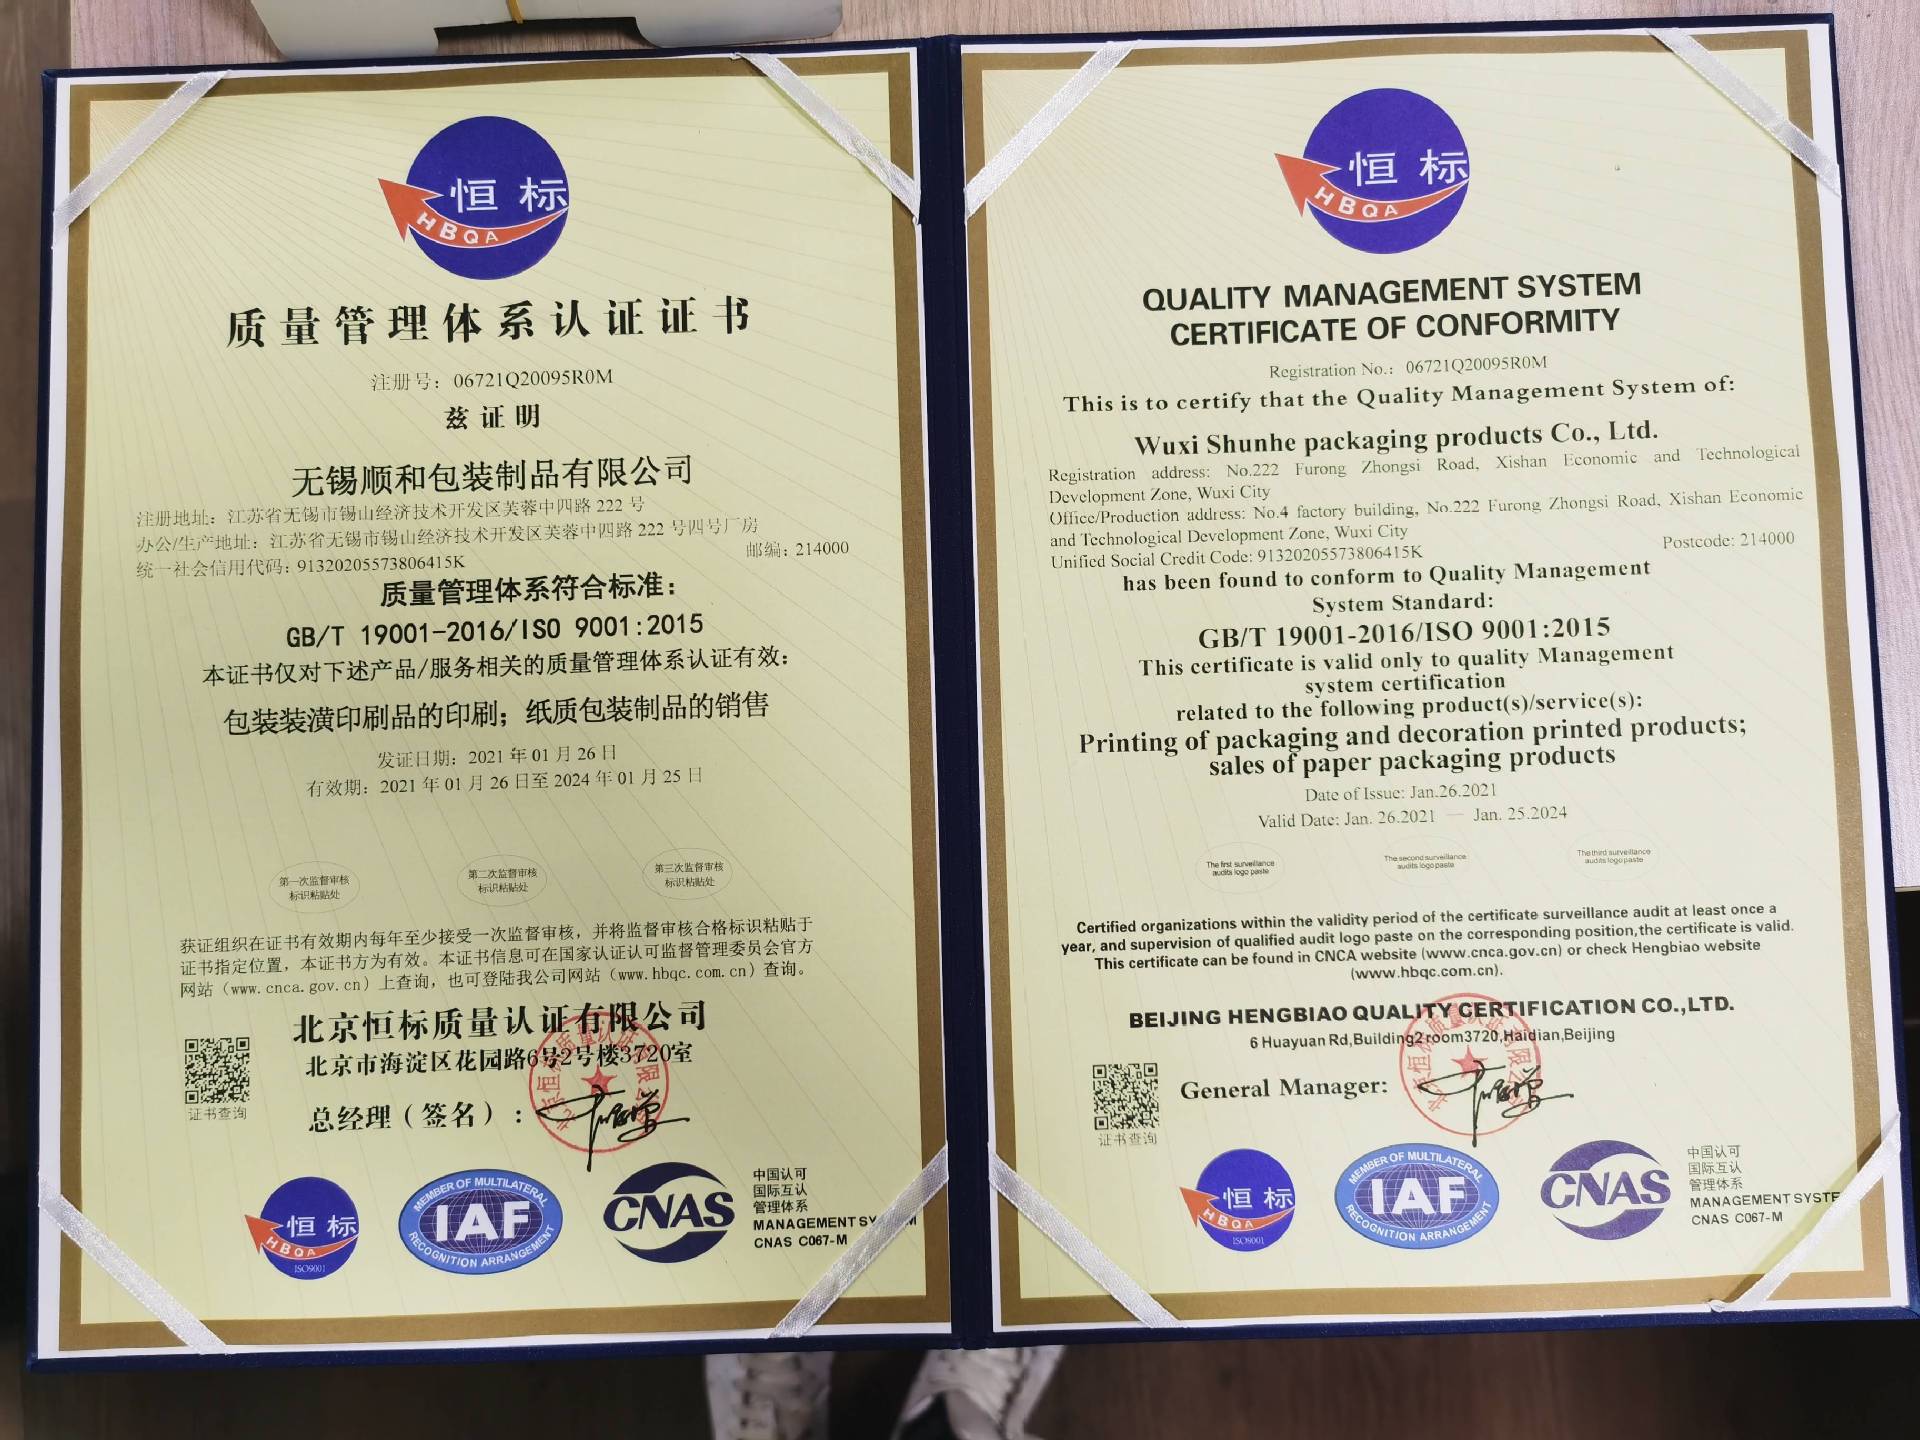 恒标
HBQA
质量管理体系认证证书
注册号：06721Q20095R0M
兹证明
无锡顺和包装制品有限公司
注册地址：江苏省无锡市锡山经济技术开发区芙蓉中四路 222 号
办公/生产地址：江苏省无锡市锡山经济技术开发区芙蓉中四路 222 号四号厂房
统一社会信用代码：91320205573806415K
邮编：214000
质量管理体系符合标准：
GB/T 19001-2016/ISO 9001:2015
本证书仅对下述产品/服务相关的质量管理体系认证有效：
包装装潢印刷品的印刷；纸质包装制品的销售
发证日期：2021 年 01 月 26 日
有效期：2021 年 01 月 26 日至 2024 年 01 月 25 日
第一次监督审核
标识粘贴处
第二次监督审核
标识粘贴处
第三次监督审核
标识粘贴处
获证组织在证书有效期内每年至少接受一次监督审核，并将监督审核合格标识粘贴于
证书指定位置，本证书方为有效。本证书信息可在国家认证认可监督管理委员会官方
网站（www.cnca.gov.cn）上查询，也可登陆我公司网站（www.hbqc.com.cn）查询。
北京恒标质量认证有限公司
北京市海淀区花园路6号2号楼3720室
证书查询
总经理（签名）：
恒标
HBQA
ISO9001
MEMBER OF MULTILATERAL
IAF
RECOGNITION ARRANGEMENT
CNAS
中国认可
国际互认
管理体系
MANAGEMENT SY M
CNAS C067-M
恒标
HBQA
QUALITY MANAGEMENT SYSTEM
CERTIFICATE OF CONFORMITY
Registration No.: 06721Q20095R0M
This is to certify that the Quality Management System of:
Wuxi Shunhe packaging products Co., Ltd.
Registration address: No.222 Furong Zhongsi Road, Xishan Economic and Technological
Development Zone, Wuxi City
Office/Production address: No.4 factory building, No.222 Furong Zhongsi Road, Xishan Economic
and Technological Development Zone, Wuxi City
Unified Social Credit Code: 91320205573806415K
Postcode: 214000
has been found to conform to Quality Management
System Standard:
GB/T 19001-2016/ISO 9001:2015
This certificate is valid only to quality Management
system certification
related to the following product(s)/service(s):
Printing of packaging and decoration printed products;
sales of paper packaging products
Date of Issue: Jan.26.2021
Valid Date: Jan. 26.2021 — Jan. 25.2024
The first surveillance
audits logo paste
The second surveillance
audits logo paste
The third surveillance
audits logo paste
Certified organizations within the validity period of the certificate surveillance audit at least once a
year, and supervision of qualified audit logo paste on the corresponding position,the certificate is valid.
This certificate can be found in CNCA website (www.cnca.gov.cn) or check Hengbiao website
(www.hbqc.com.cn).
BEIJING HENGBIAO QUALITY CERTIFICATION CO.,LTD.
6 Huayuan Rd,Building2 room3720,Haidian,Beijing
证书查询
General Manager:
恒标
HBQA
ISO9001
MEMBER OF MULTILATERAL
IAF
RECOGNITION ARRANGEMENT
CNAS
中国认可
国际互认
管理体系
MANAGEMENT SYSTE
CNAS C067-M